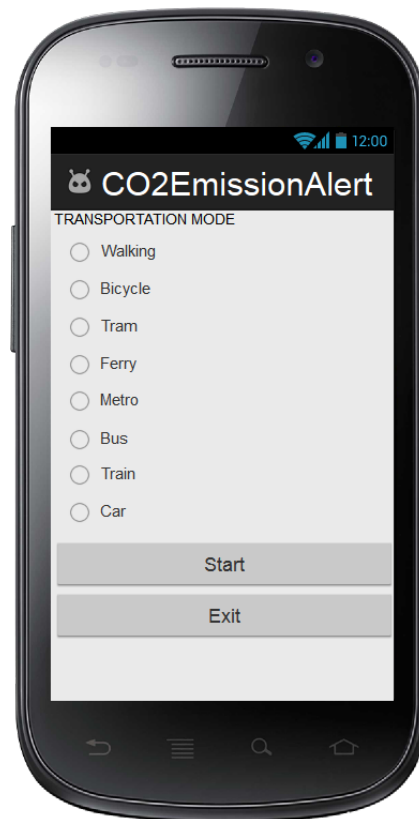 12:00
CO2EmissionAlert
TRANSPORTATION MODE
Walking
Bicycle
Tram
Ferry
Metro
Bus
Train
Car
Start
Exit